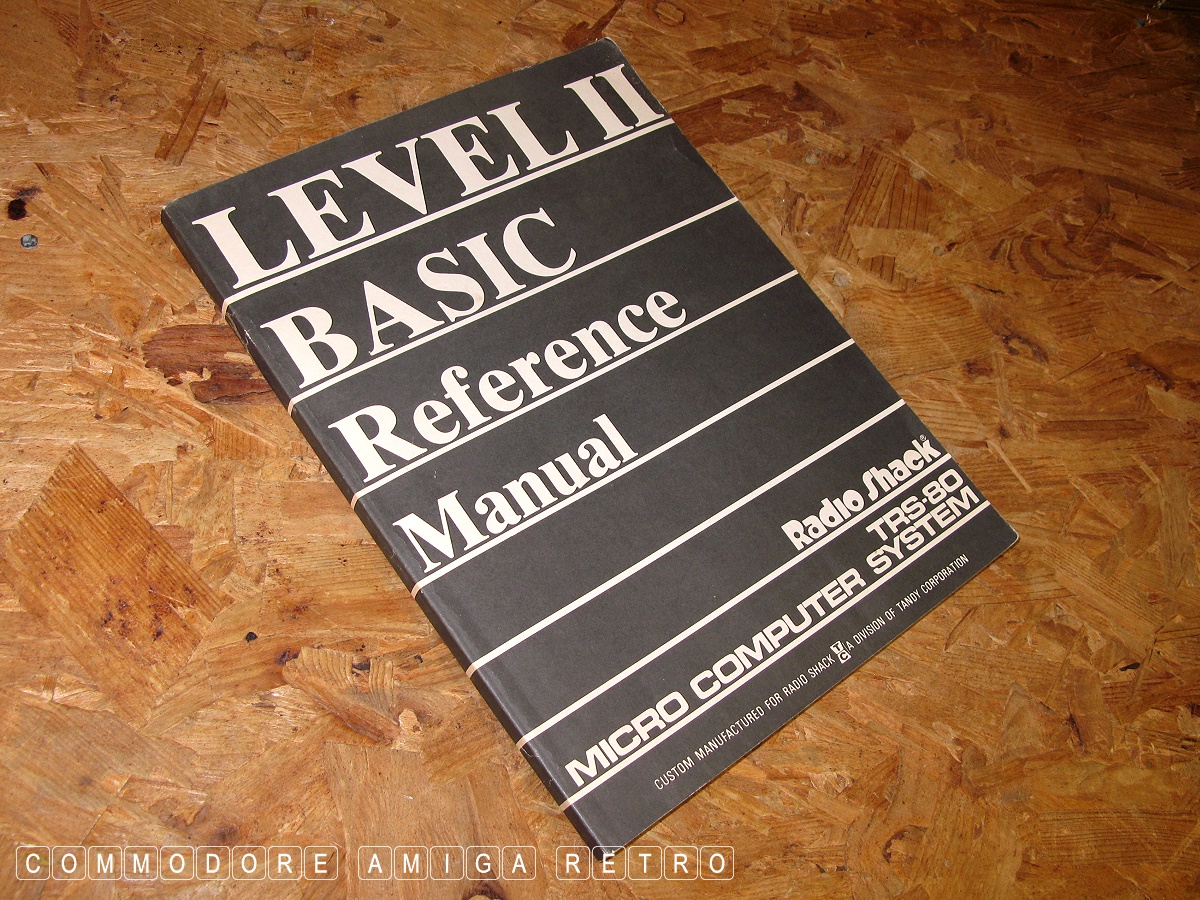 LEVEL II
BASIC
Reference
Manual
Radio Shack®
TRS-80
MICRO COMPUTER SYSTEM
CUSTOM MANUFACTURED FOR RADIO SHACK TC A DIVISION OF TANDY CORPORATION
COMMODORE AMIGA RETRO